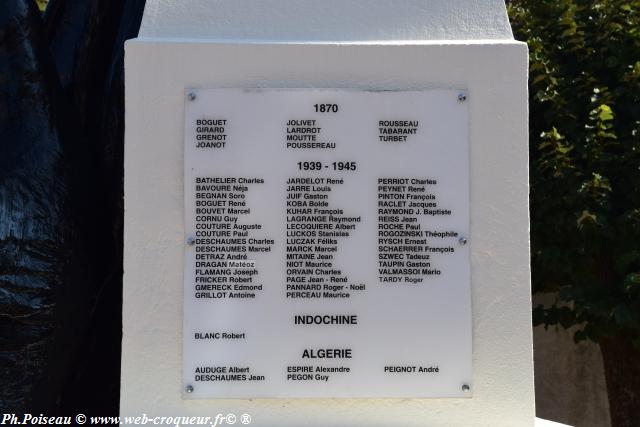 1870
BOGUET JOLIVET ROUSSEAU
GIRARD LARDROT TABARANT
GRENOT MOUTTE TURBET
JOANOT POUSSEREAU
1939 - 1945
BATHELIER Charles JARDELOT René PERRIOT Charles
BAVOURE Néja JARRE Louis PEYNET René
BEGNAN Soro JUIF Gaston PINTON François
BOGUET René KOBA Bolde RACLET Jacques
BOUVET Marcel KUHAR François RAYMOND J. Baptiste
CORNU Guy LAGRANGE Raymond REISS Jean
COUTURE Auguste LECOQUIERE Albert ROCHE Paul
COUTURE Paul LUCKOS Stanislas ROGOZINSKI Théophile
DESCHAUMES Charles LUCZAK Féliks RYSCH Ernest
DESCHAUMES Marcel MARCK Marcel SCHAERRER François
DETRAZ André MITAINE Jean SZWEC Tadeuz
DRAGAN Matéoz NIOT Maurice TAUPIN Gaston
FLAMANG Joseph ORVAIN Charles VALMASSOI Mario
FRICKER Robert PAGE Jean - René TARDY Roger
GMERECK Edmond PANNARD Roger - Noël
GRILLOT Antoine PERCEAU Maurice
INDOCHINE
BLANC Robert
ALGERIE
AUDUGE Albert ESPIRE Alexandre PEIGNOT André
DESCHAUMES Jean PEGON Guy
Ph.Poiseau ©www-web-croqueur.com©®